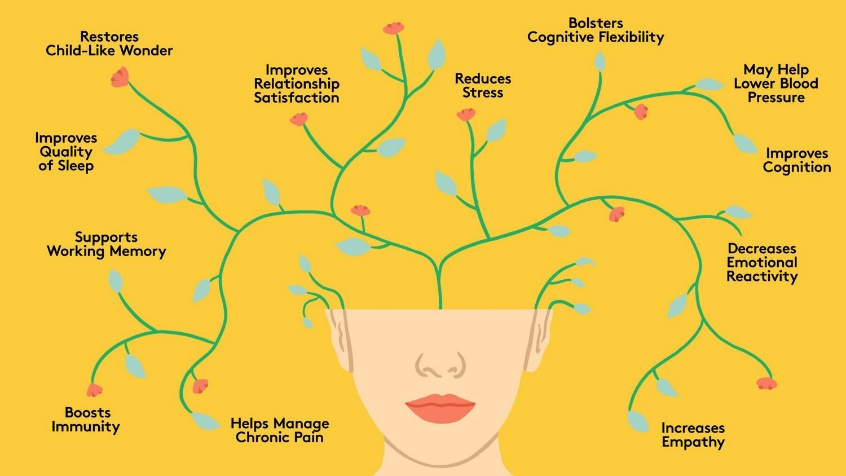 Restores
Child-Like Wonder
Improves
Relationship
Satisfaction
Reduces
Stress
Bolsters
Cognitive Flexibility
May Help
Lower Blood
Pressure
Improves
Quality
of Sleep
Improves
Cognition
Supports
Working Memory
Decreases
Emotional
Reactivity
Boosts
Immunity
Helps Manage
Chronic Pain
Increases
Empathy